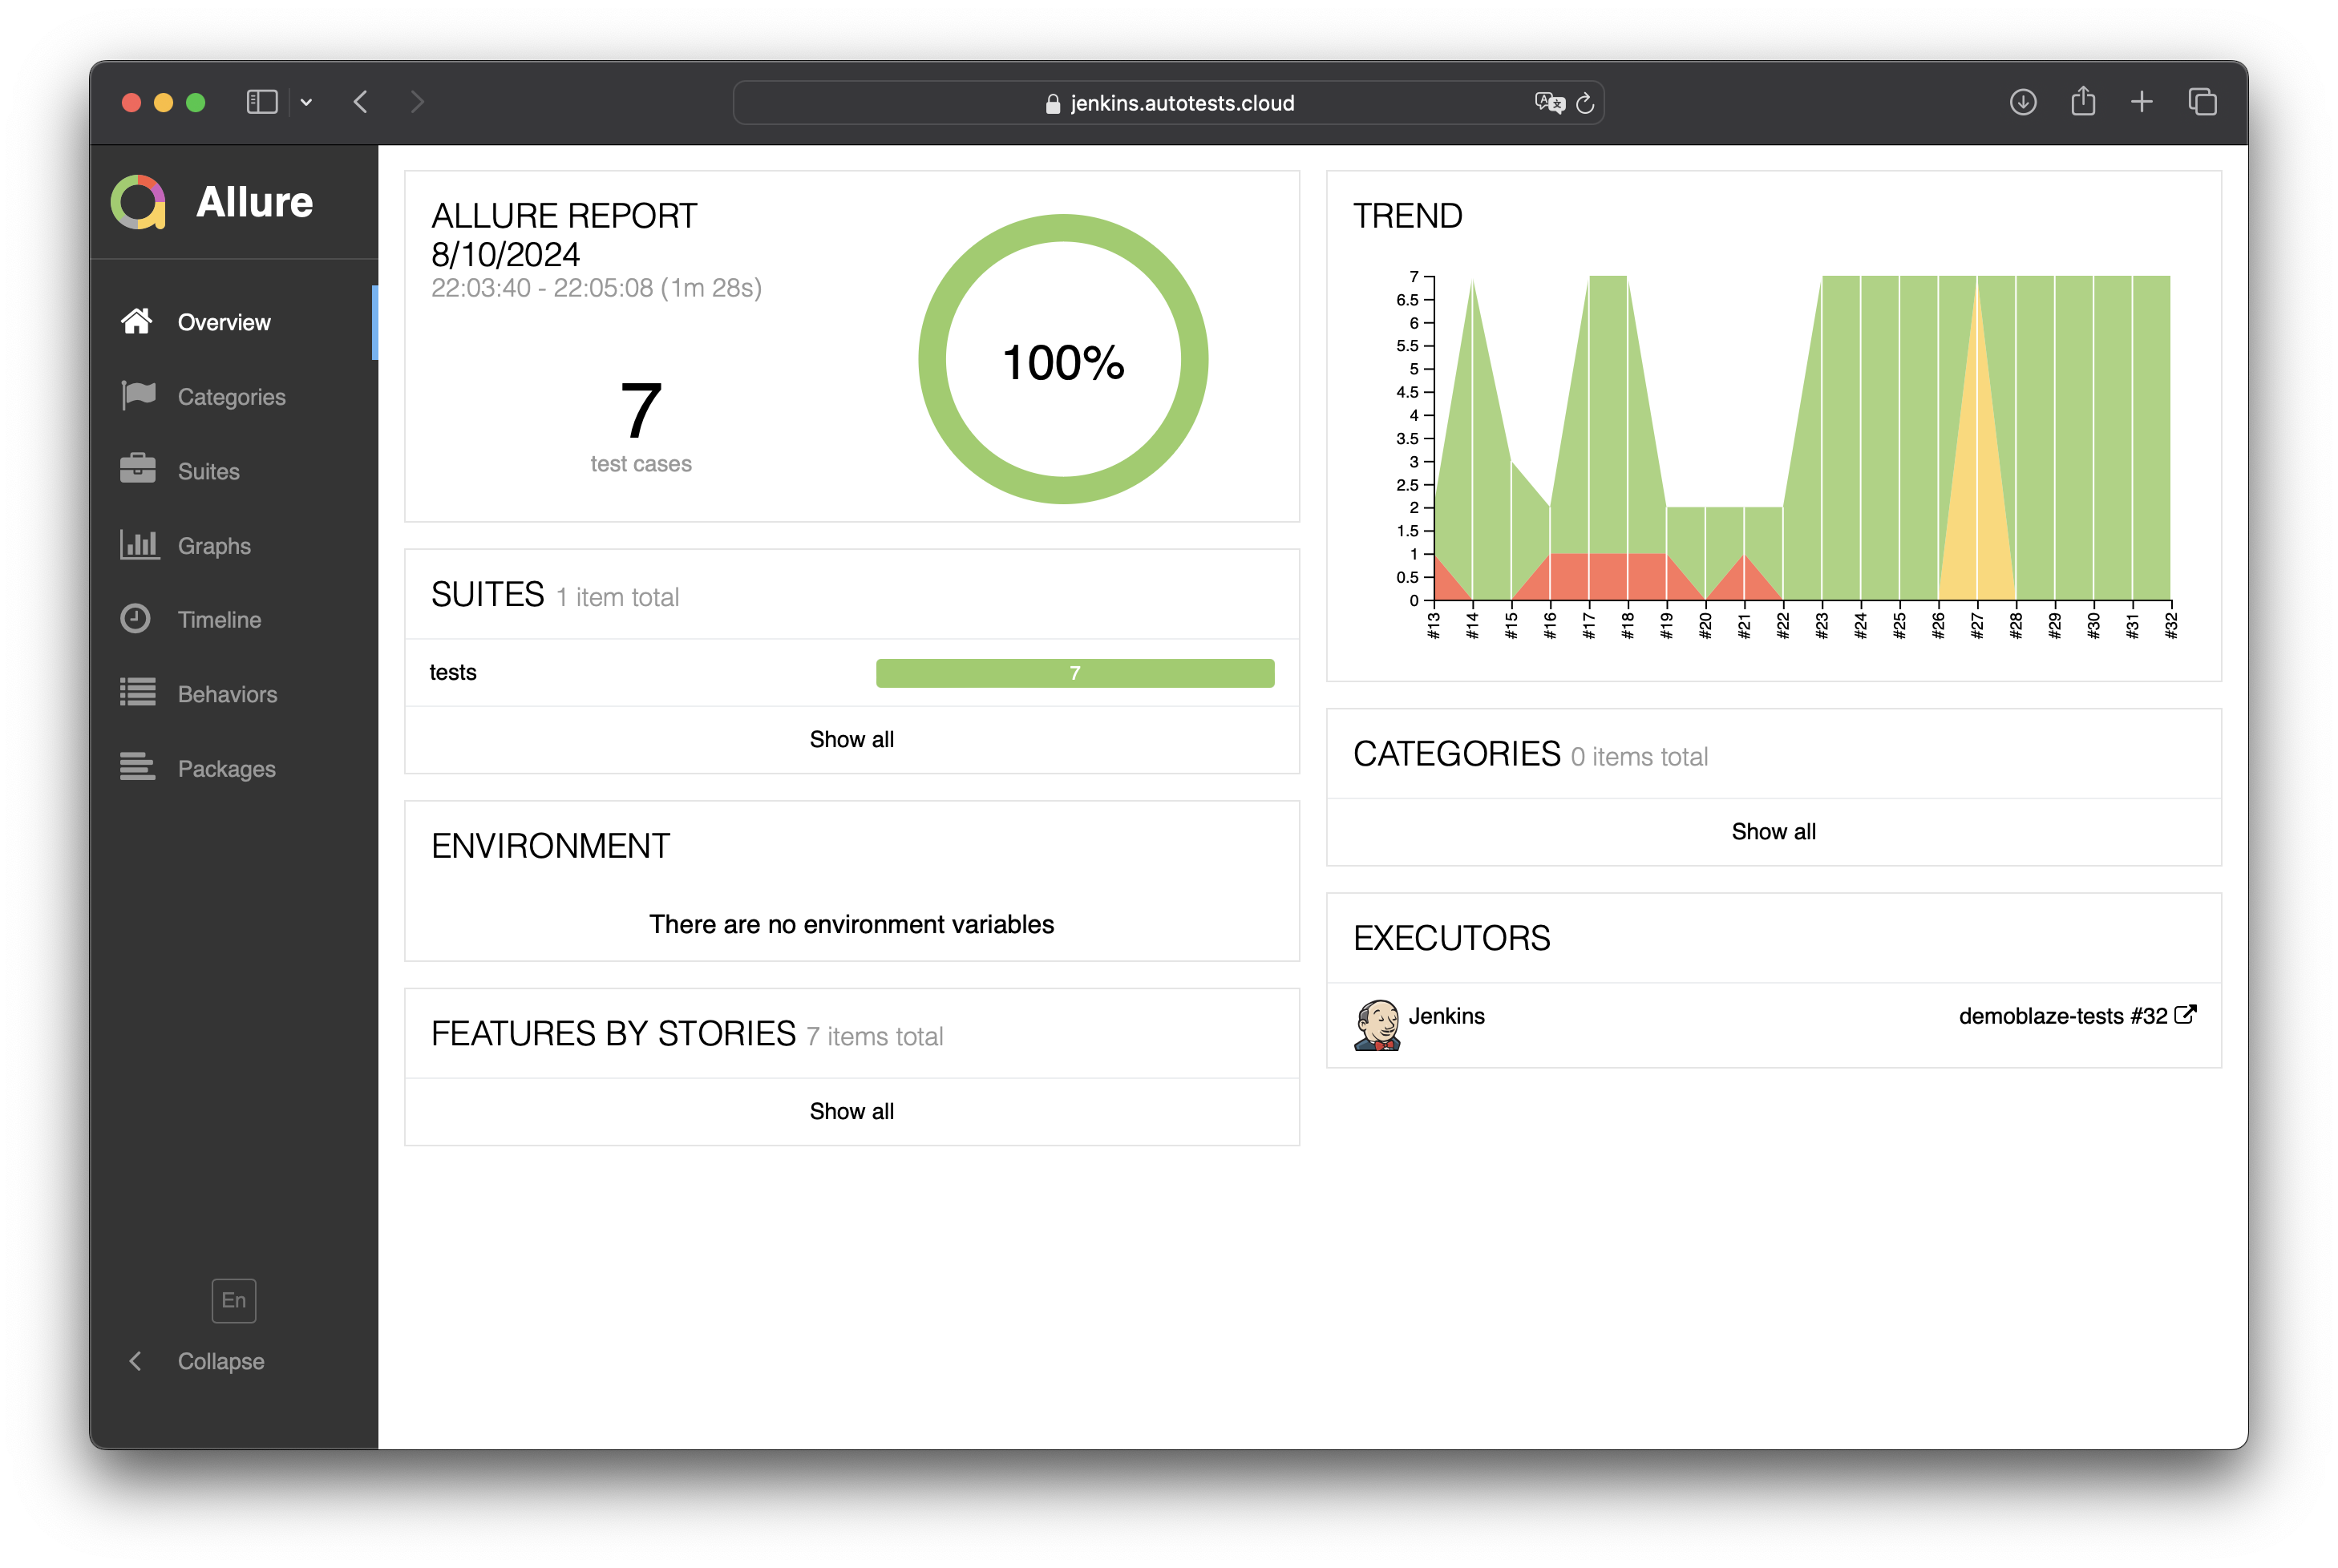 jenkins.autotests.cloud
Allure
Overview
Categories
Suites
Graphs
Timeline
Behaviors
Packages
En
Collapse
ALLURE REPORT
8/10/2024
22:03:40 - 22:05:08 (1m 28s)
7
test cases
100%
SUITES 1 item total
tests 7
Show all
ENVIRONMENT
There are no environment variables
FEATURES BY STORIES 7 items total
Show all
TREND
7
6.5
6
5.5
5
4.5
4
3.5
3
2.5
2
1.5
1
0.5
0
#13 #14 #15 #16 #17 #18 #19 #20 #21 #22 #23 #24 #25 #26 #27 #28 #29 #30 #31 #32
CATEGORIES 0 items total
Show all
EXECUTORS
Jenkins demoblaze-tests #32